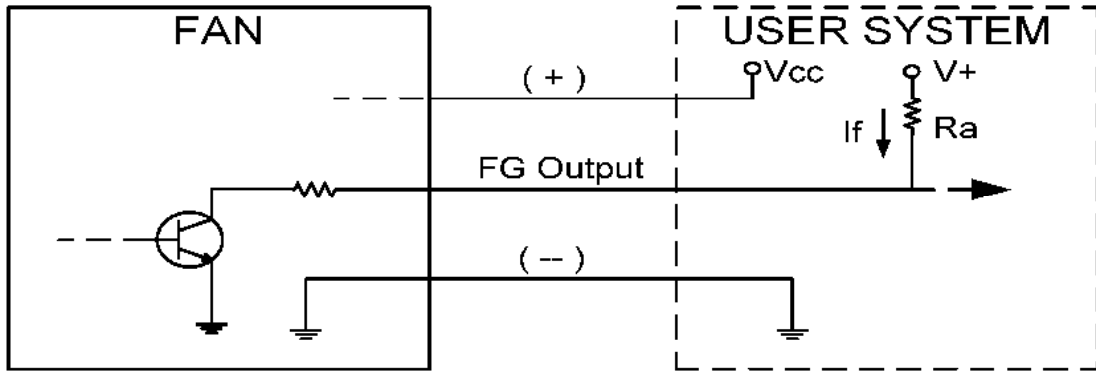 FAN
USER SYSTEM
( + )
Vcc
V+
If
Ra
FG Output
( -- )